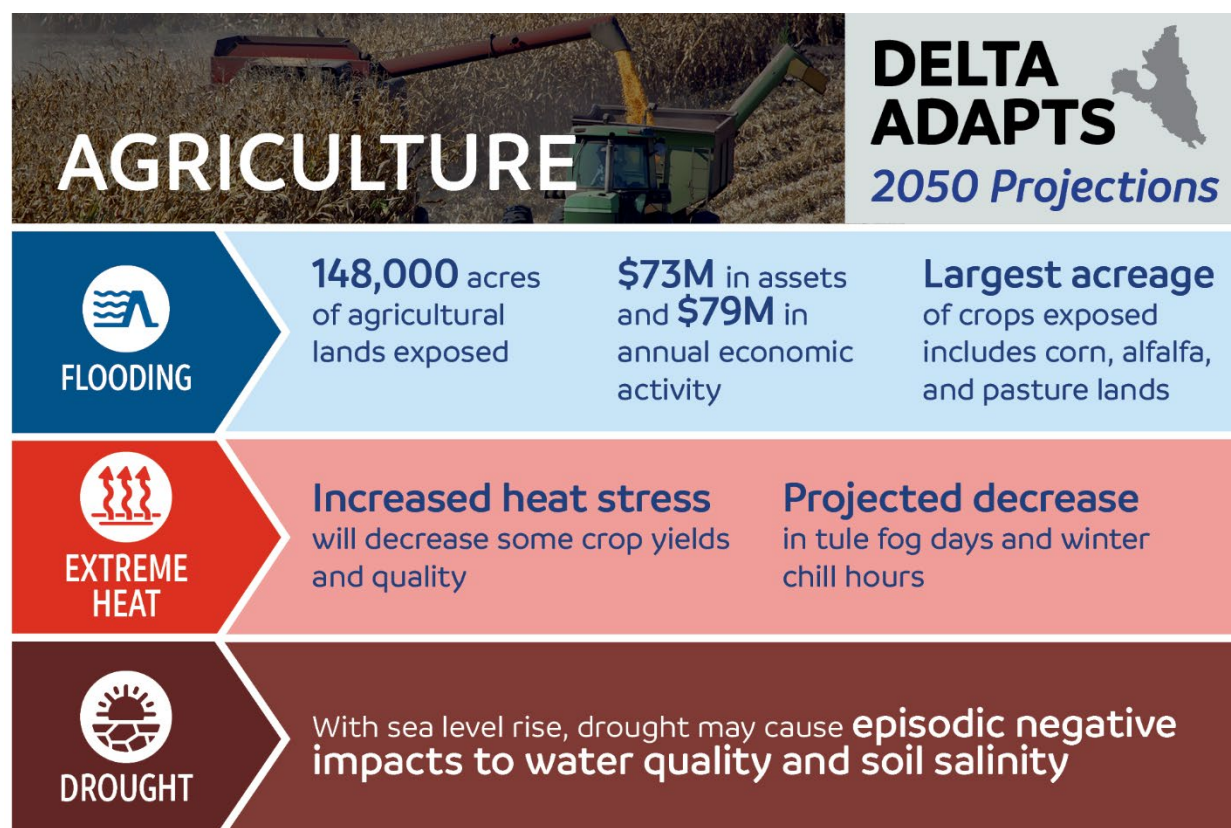 AGRICULTURE
DELTA
ADAPTS
2050 Projections
FLOODING
148,000 acres
of agricultural
lands exposed
$73M in assets
and $79M in
annual economic
activity
Largest acreage
of crops exposed
includes corn, alfalfa,
and pasture lands
EXTREME
HEAT
Increased heat stress
will decrease some crop yields
and quality
Projected decrease
in tule fog days and winter
chill hours
DROUGHT
With sea level rise, drought may cause episodic negative
impacts to water quality and soil salinity